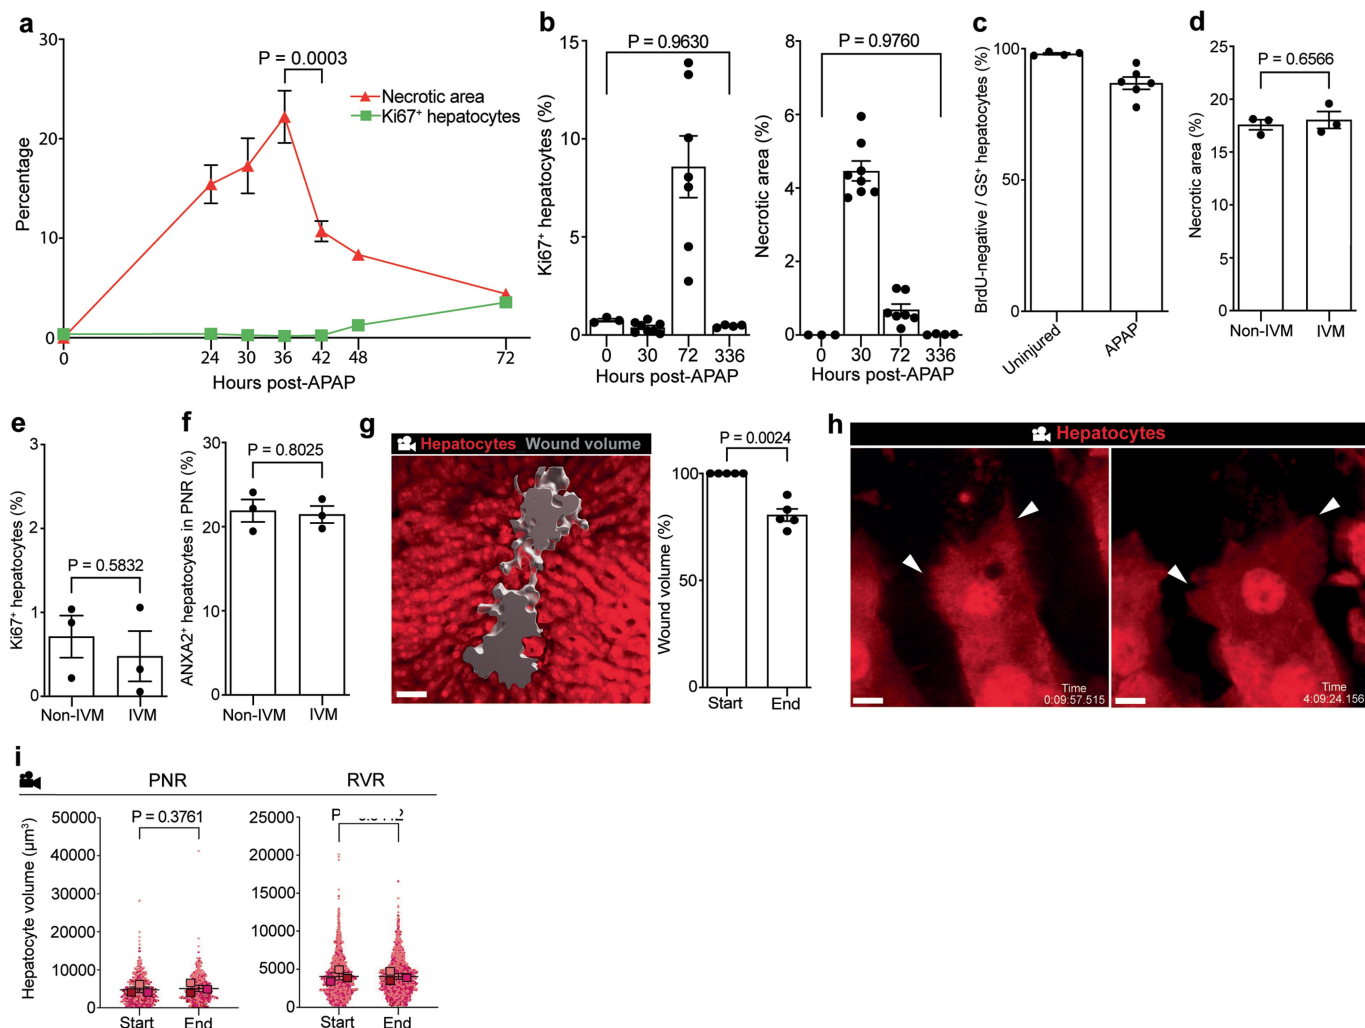 a
30
20
10
0
Percentage
P = 0.0003
Necrotic area
Ki67⁺ hepatocytes
0 24 30 36 42 48 72
Hours post-APAP
b
15
10
5
0
Ki67⁺ hepatocytes (%)
P = 0.9630
0 30 72 336
Hours post-APAP
8
6
4
2
0
Necrotic area (%)
P = 0.9760
0 30 72 336
Hours post-APAP
c
100
50
0
BrdU-negative / GS⁺ hepatocytes (%)
Uninjured
APAP
d
25
20
15
10
5
0
Necrotic area (%)
P = 0.6566
Non-IVM IVM
e
3
2
1
0
Ki67⁺ hepatocytes (%)
P = 0.5832
Non-IVM IVM
f
30
20
10
0
ANXA2⁺ hepatocytes in PNR (%)
P = 0.8025
Non-IVM IVM
g
Hepatocytes Wound volume
100
50
0
Wound volume (%)
P = 0.0024
Start End
h
Hepatocytes
Time
0:09:57.515
Time
4:09:24.156
i
PNR
50000
40000
30000
20000
10000
0
Hepatocyte volume (µm³)
P = 0.3761
Start End
RVR
25000
20000
15000
10000
5000
0
P
Start End